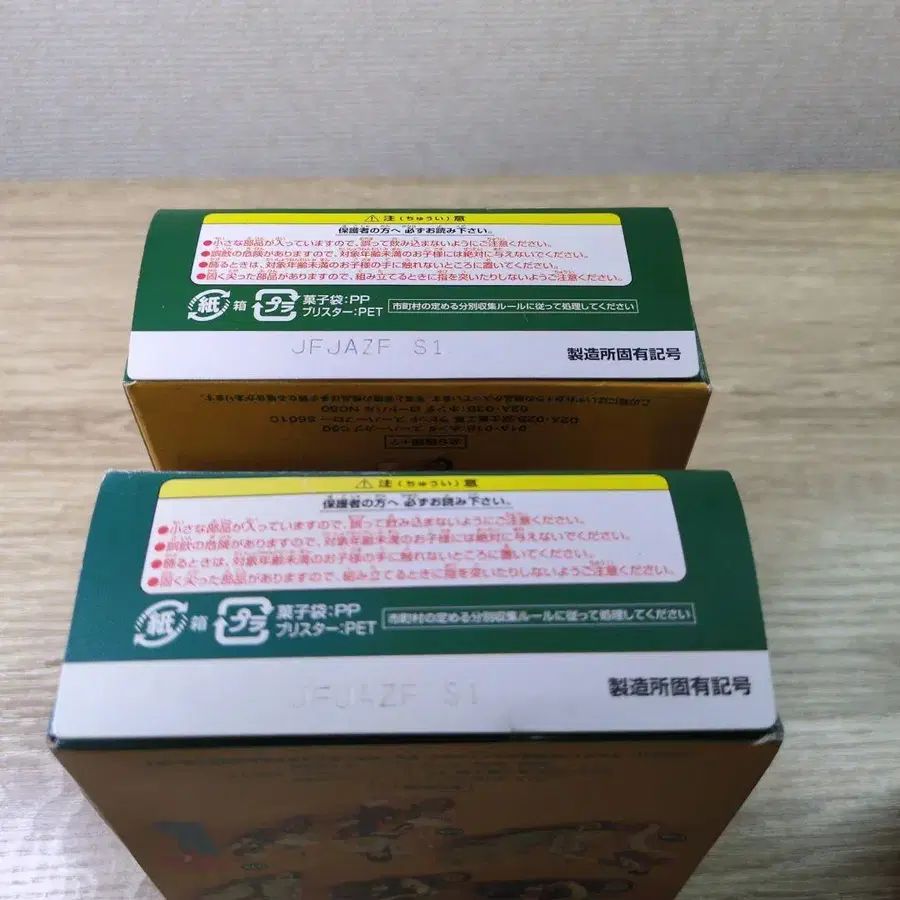 ⚠注(ちゅうい)意
保護者の方へ 必ずお読み下さい。
●小さな部品が入っていますので、誤って飲み込まないようにご注意ください。
●誤飲の危険がありますので、対象年齢未満のお子様には絶対に与えないでください。
●飾るときは、対象年齢未満のお子様の手に触れないところに置いてください。
●固く尖った部品がありますので、組み立てるときに指を突いたりしないようご注意ください。
紙 箱 プラ 菓子袋:PP
ブリスター:PET
市町村の定める分別収集ルールに従って処理してください
JFJAZF S1
製造所固有記号
⚠注(ちゅうい)意
保護者の方へ 必ずお読み下さい。
●小さな部品が入っていますので、誤って飲み込まないようにご注意ください。
●誤飲の危険がありますので、対象年齢未満のお子様には絶対に与えないでください。
●飾るときは、対象年齢未満のお子様の手に触れないところに置いてください。
●固く尖った部品がありますので、組み立てるときに指を突いたりしないようご注意ください。
紙 箱 プラ 菓子袋:PP
ブリスター:PET
市町村の定める分別収集ルールに従って処理してください
JFJAZF S1
製造所固有記号